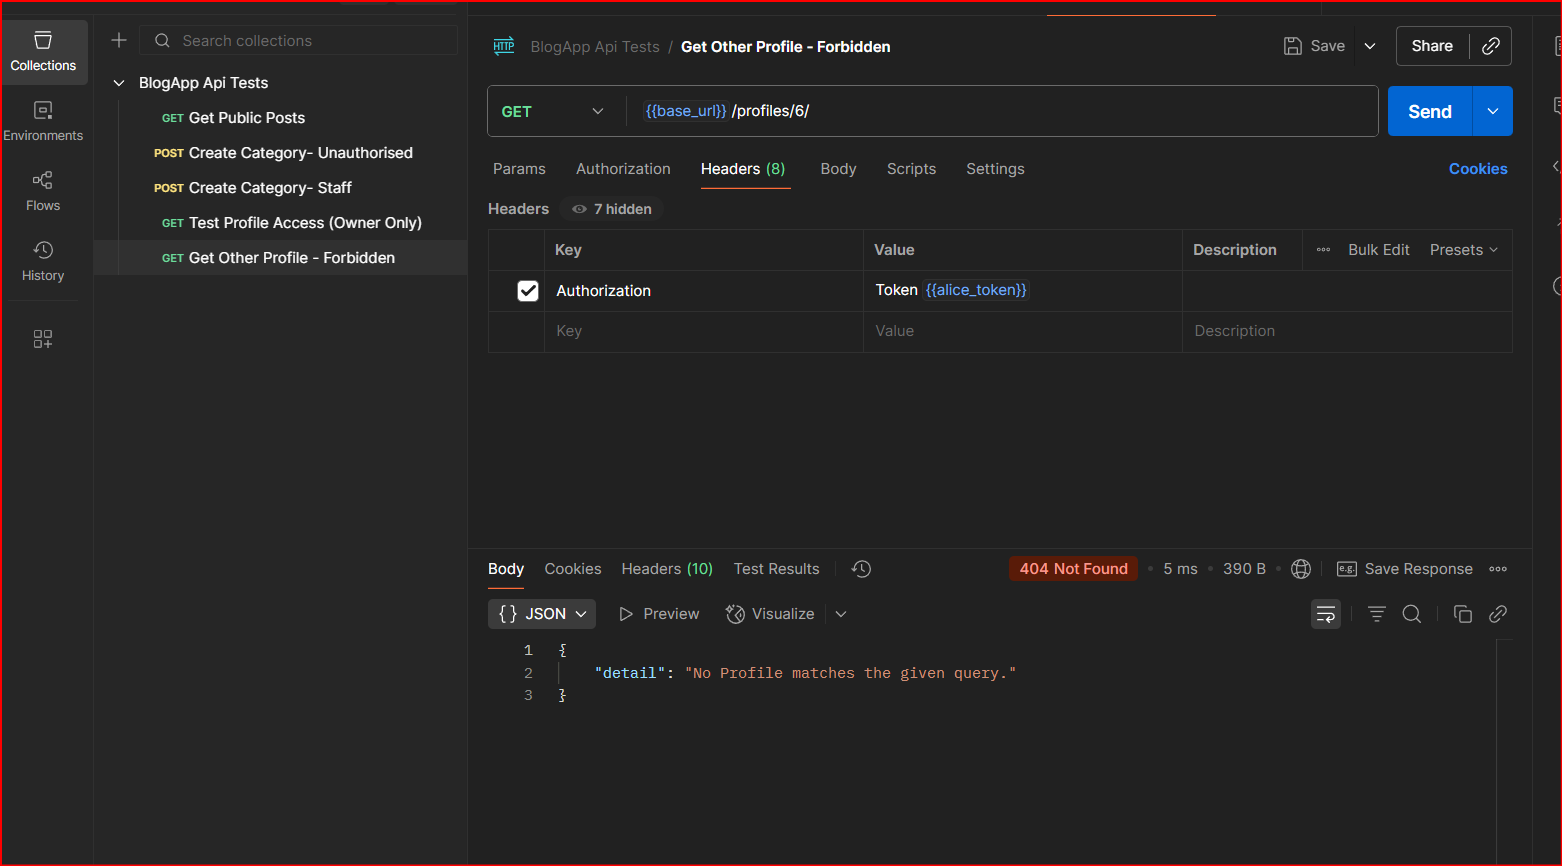 Collections
Environments
Flows
History
Search collections
BlogApp Api Tests
GET Get Public Posts
POST Create Category- Unauthorised
POST Create Category- Staff
GET Test Profile Access (Owner Only)
GET Get Other Profile - Forbidden
HTTP BlogApp Api Tests / Get Other Profile - Forbidden
Save
Share
GET
{{base_url}} /profiles/6/
Send
Params Authorization Headers (8) Body Scripts Settings Cookies
Headers 7 hidden
Key Value Description Bulk Edit Presets
Authorization Token {{alice_token}}
Key Value Description
Body Cookies Headers (10) Test Results 404 Not Found • 5 ms • 390 B • e.g. Save Response
{} JSON Preview Visualize
1 {
2 "detail": "No Profile matches the given query."
3 }